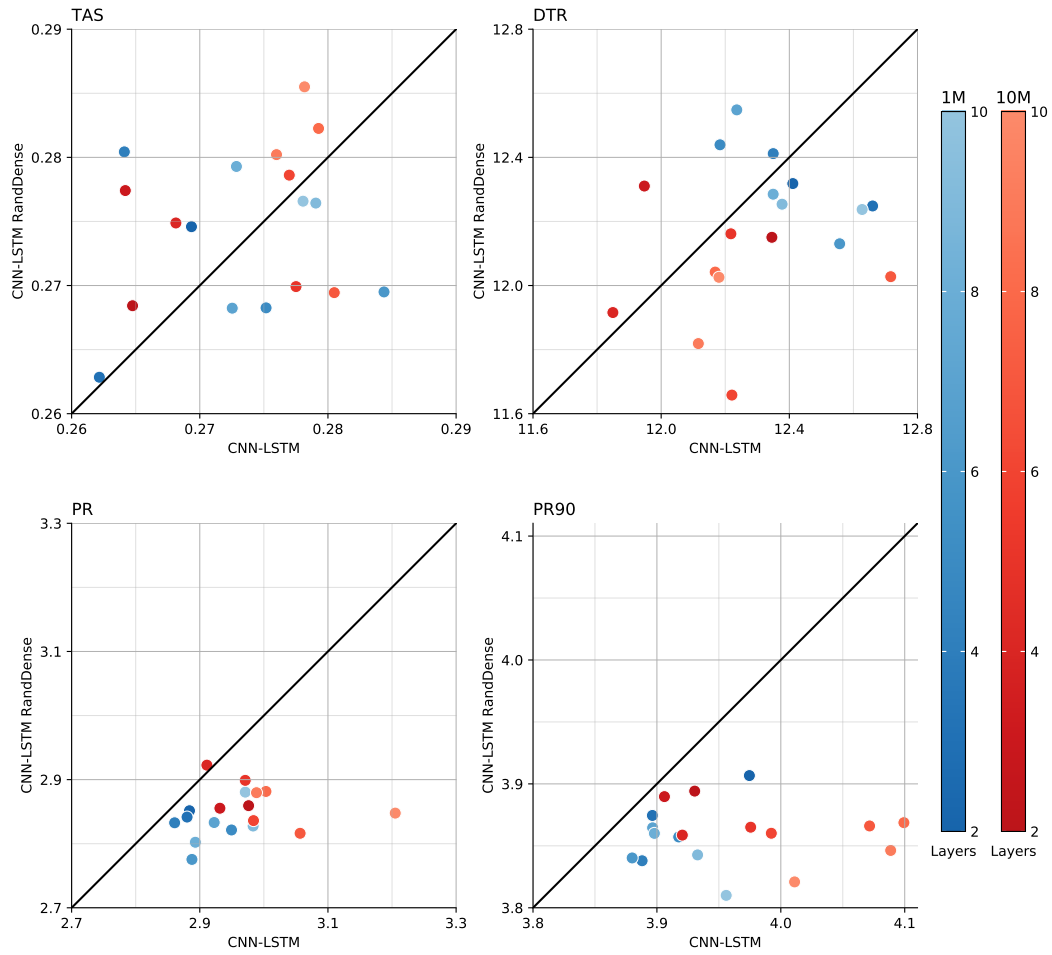 TAS
0.29
0.28
0.27
0.26
CNN-LSTM RandDense
0.26 0.27 0.28 0.29
CNN-LSTM
DTR
12.8
12.4
12.0
11.6
CNN-LSTM RandDense
11.6 12.0 12.4 12.8
CNN-LSTM
PR
3.3
3.1
2.9
2.7
CNN-LSTM RandDense
2.7 2.9 3.1 3.3
CNN-LSTM
PR90
4.1
4.0
3.9
3.8
CNN-LSTM RandDense
3.8 3.9 4.0 4.1
CNN-LSTM
1M 10M
10 10
8 8
6 6
4 4
2 2
Layers Layers